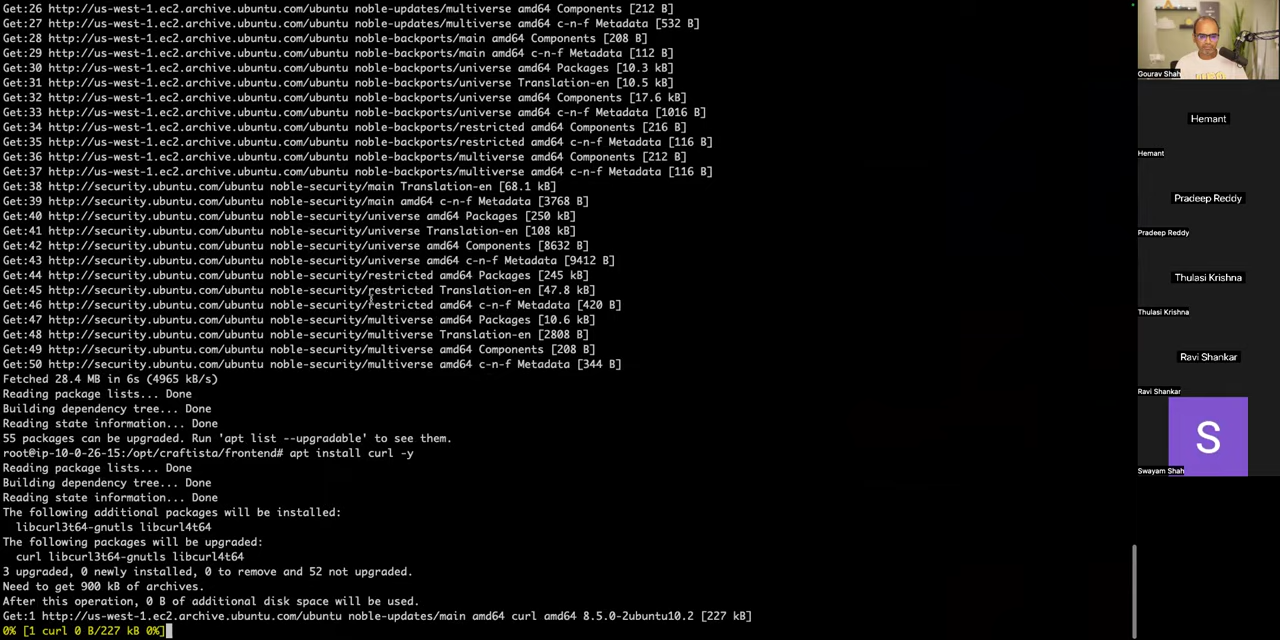 Get:26 http://us-west-1.ec2.archive.ubuntu.com/ubuntu noble-updates/multiverse amd64 Components [212 B]
Get:27 http://us-west-1.ec2.archive.ubuntu.com/ubuntu noble-updates/multiverse amd64 c-n-f Metadata [532 B]
Get:28 http://us-west-1.ec2.archive.ubuntu.com/ubuntu noble-backports/main amd64 Components [208 B]
Get:29 http://us-west-1.ec2.archive.ubuntu.com/ubuntu noble-backports/main amd64 c-n-f Metadata [112 B]
Get:30 http://us-west-1.ec2.archive.ubuntu.com/ubuntu noble-backports/universe amd64 Packages [10.3 kB]
Get:31 http://us-west-1.ec2.archive.ubuntu.com/ubuntu noble-backports/universe Translation-en [10.5 kB]
Get:32 http://us-west-1.ec2.archive.ubuntu.com/ubuntu noble-backports/universe amd64 Components [17.6 kB]
Get:33 http://us-west-1.ec2.archive.ubuntu.com/ubuntu noble-backports/universe amd64 c-n-f Metadata [1016 B]
Get:34 http://us-west-1.ec2.archive.ubuntu.com/ubuntu noble-backports/restricted amd64 Components [216 B]
Get:35 http://us-west-1.ec2.archive.ubuntu.com/ubuntu noble-backports/restricted amd64 c-n-f Metadata [116 B]
Get:36 http://us-west-1.ec2.archive.ubuntu.com/ubuntu noble-backports/multiverse amd64 Components [212 B]
Get:37 http://us-west-1.ec2.archive.ubuntu.com/ubuntu noble-backports/multiverse amd64 c-n-f Metadata [116 B]
Get:38 http://security.ubuntu.com/ubuntu noble-security/main Translation-en [68.1 kB]
Get:39 http://security.ubuntu.com/ubuntu noble-security/main amd64 c-n-f Metadata [3768 B]
Get:40 http://security.ubuntu.com/ubuntu noble-security/universe amd64 Packages [250 kB]
Get:41 http://security.ubuntu.com/ubuntu noble-security/universe Translation-en [108 kB]
Get:42 http://security.ubuntu.com/ubuntu noble-security/universe amd64 Components [8632 B]
Get:43 http://security.ubuntu.com/ubuntu noble-security/universe amd64 c-n-f Metadata [9412 B]
Get:44 http://security.ubuntu.com/ubuntu noble-security/restricted amd64 Packages [245 kB]
Get:45 http://security.ubuntu.com/ubuntu noble-security/restricted Translation-en [47.8 kB]
Get:46 http://security.ubuntu.com/ubuntu noble-security/restricted amd64 c-n-f Metadata [420 B]
Get:47 http://security.ubuntu.com/ubuntu noble-security/multiverse amd64 Packages [10.6 kB]
Get:48 http://security.ubuntu.com/ubuntu noble-security/multiverse Translation-en [2808 B]
Get:49 http://security.ubuntu.com/ubuntu noble-security/multiverse amd64 Components [208 B]
Get:50 http://security.ubuntu.com/ubuntu noble-security/multiverse amd64 c-n-f Metadata [344 B]
Fetched 28.4 MB in 6s (4965 kB/s)
Reading package lists... Done
Building dependency tree... Done
Reading state information... Done
55 packages can be upgraded. Run 'apt list --upgradable' to see them.
root@ip-10-0-26-15:/opt/craftista/frontend# apt install curl -y
Reading package lists... Done
Building dependency tree... Done
Reading state information... Done
The following additional packages will be installed:
  libcurl3t64-gnutls libcurl4t64
The following packages will be upgraded:
  curl libcurl3t64-gnutls libcurl4t64
3 upgraded, 0 newly installed, 0 to remove and 52 not upgraded.
Need to get 900 kB of archives.
After this operation, 0 B of additional disk space will be used.
Get:1 http://us-west-1.ec2.archive.ubuntu.com/ubuntu noble-updates/main amd64 curl amd64 8.5.0-2ubuntu10.2 [227 kB]
0% [1 curl 0 B/227 kB 0%]
Gourav Shah
Hemant
Hemant
Pradeep Reddy
Pradeep Reddy
Thulasi Krishna
Thulasi Krishna
Ravi Shankar
Ravi Shankar
S
Swayam Shah